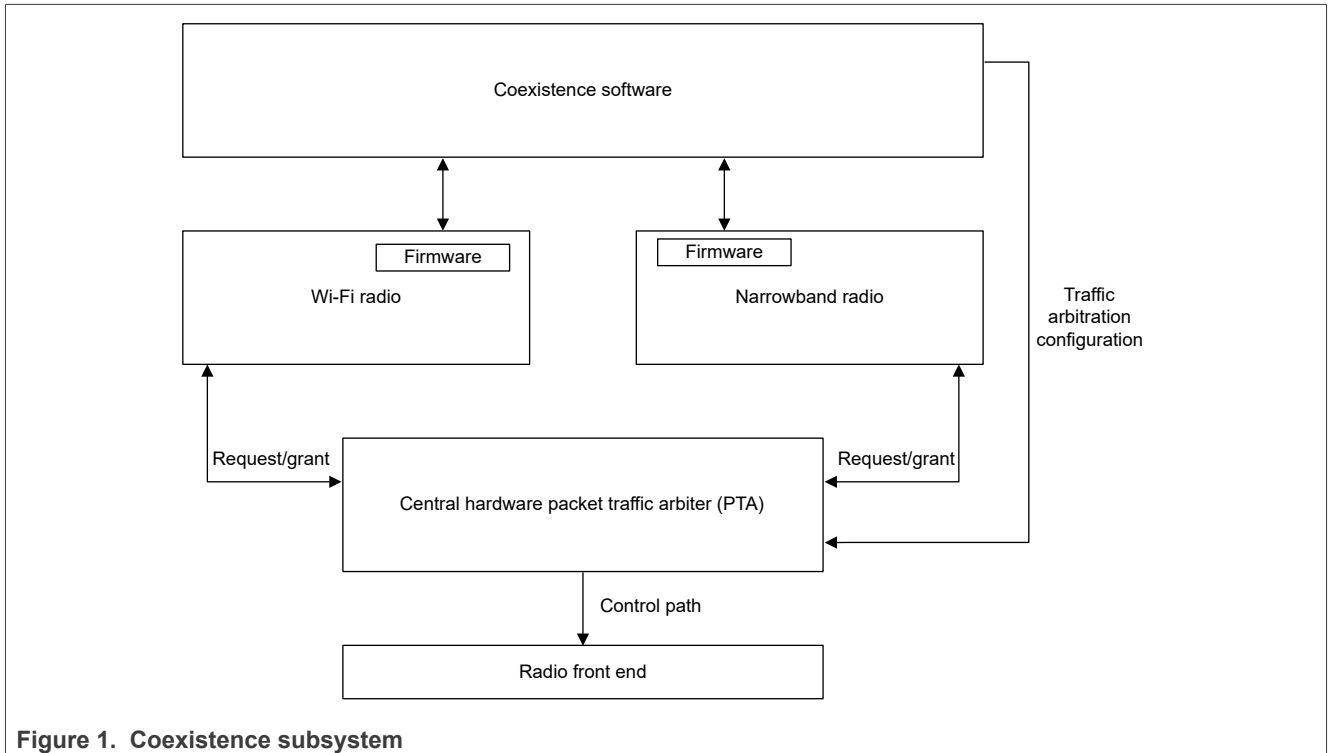 Coexistence software
Firmware
Firmware
Wi-Fi radio
Narrowband radio
Traffic
arbitration
configuration
Request/grant
Request/grant
Central hardware packet traffic arbiter (PTA)
Control path
Radio front end
Figure 1. Coexistence subsystem